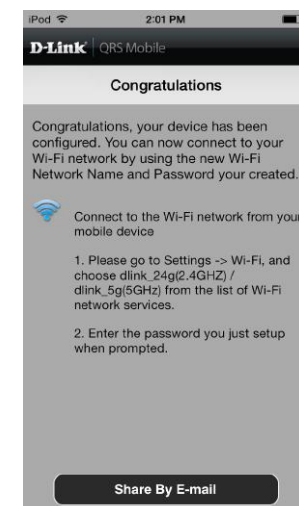 iPod 2:01 PM
D-Link QRS Mobile
Congratulations
Congratulations, your device has been
configured. You can now connect to your
Wi-Fi network by using the new Wi-Fi
Network Name and Password your created.
Connect to the Wi-Fi network from your
mobile device
1. Please go to Settings -> Wi-Fi, and
choose dlink_24g(2.4GHZ) /
dlink_5g(5GHz) from the list of Wi-Fi
network services.
2. Enter the password you just setup
when prompted.
Share By E-mail